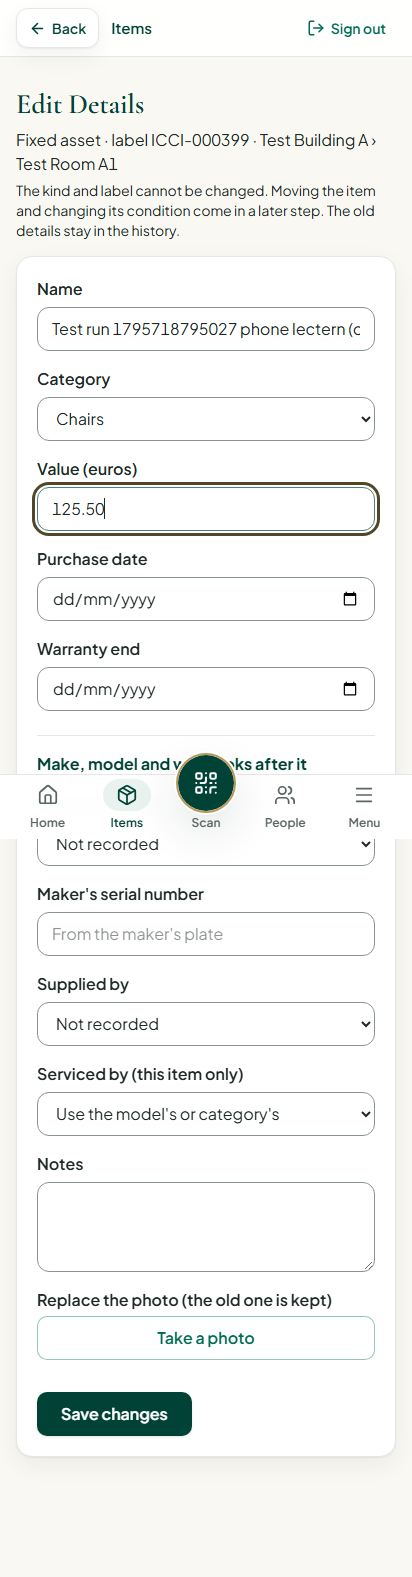 Back
Items
Sign out
Edit Details
Fixed asset · label ICCI-000399 · Test Building A ›
Test Room A1
The kind and label cannot be changed. Moving the item
and changing its condition come in a later step. The old
details stay in the history.
Name
Test run 1795718795027 phone lectern (c
Category
Chairs
Value (euros)
125.50
Purchase date
dd/mm/yyyy
Warranty end
dd/mm/yyyy
Make, model and w oks after it
Home
Items
Scan
People
Menu
Not recorded
Maker's serial number
From the maker's plate
Supplied by
Not recorded
Serviced by (this item only)
Use the model's or category's
Notes
Replace the photo (the old one is kept)
Take a photo
Save changes